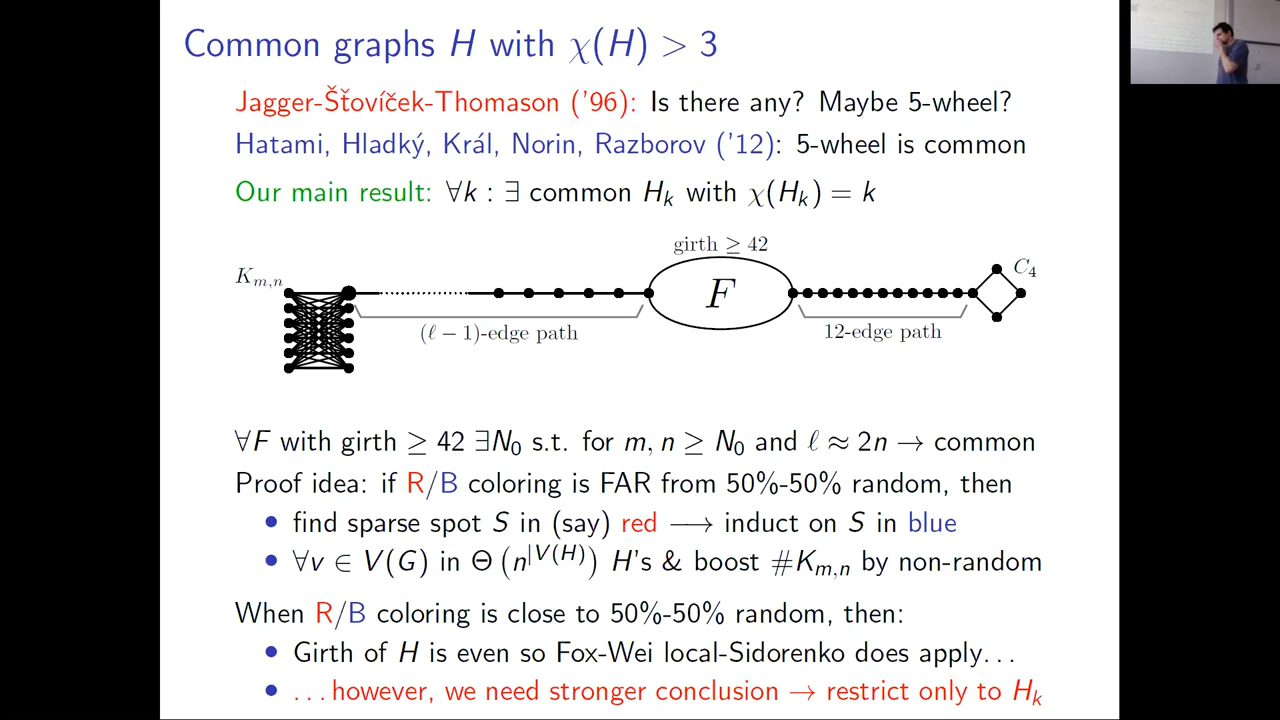 Common graphs H with χ(H) > 3
Jagger-Šťovíček-Thomason ('96): Is there any? Maybe 5-wheel?
Hatami, Hladký, Král, Norin, Razborov ('12): 5-wheel is common
Our main result: ∀k : ∃ common H_k with χ(H_k) = k
girth ≥ 42
K_{m,n}
F
C_4
(ℓ − 1)-edge path
12-edge path
∀F with girth ≥ 42 ∃N_0 s.t. for m, n ≥ N_0 and ℓ ≈ 2n → common
Proof idea: if R/B coloring is FAR from 50%-50% random, then
• find sparse spot S in (say) red ⟶ induct on S in blue
• ∀v ∈ V(G) in Θ(n^{|V(H)}) H's & boost #K_{m,n} by non-random
When R/B coloring is close to 50%-50% random, then:
• Girth of H is even so Fox-Wei local-Sidorenko does apply...
• ...however, we need stronger conclusion → restrict only to H_k